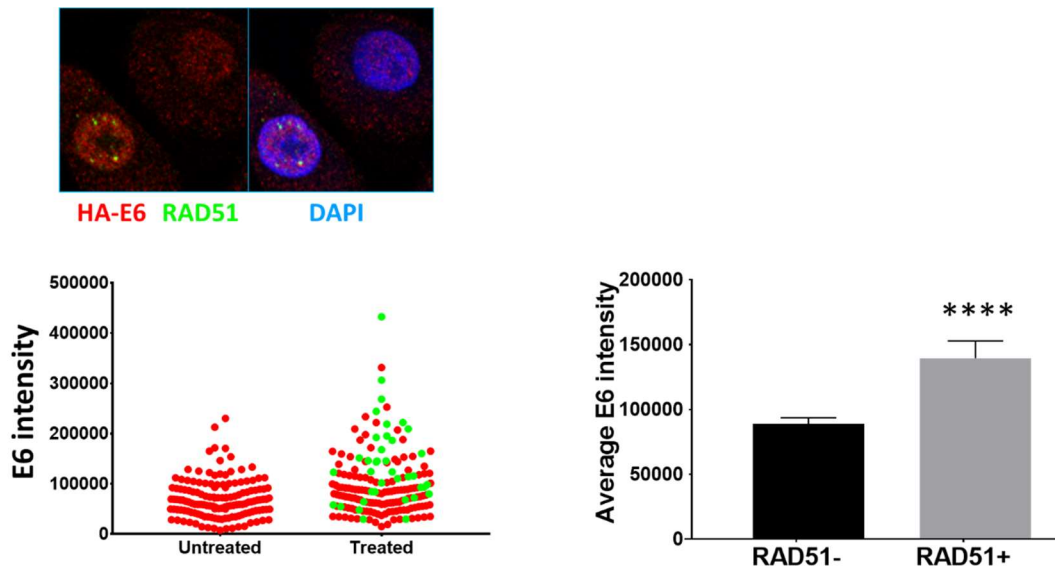 HA-E6 RAD51 DAPI
E6 intensity
500000
400000
300000
200000
100000
0
Untreated Treated
Average E6 intensity
200000
150000
100000
50000
0
****
RAD51- RAD51+